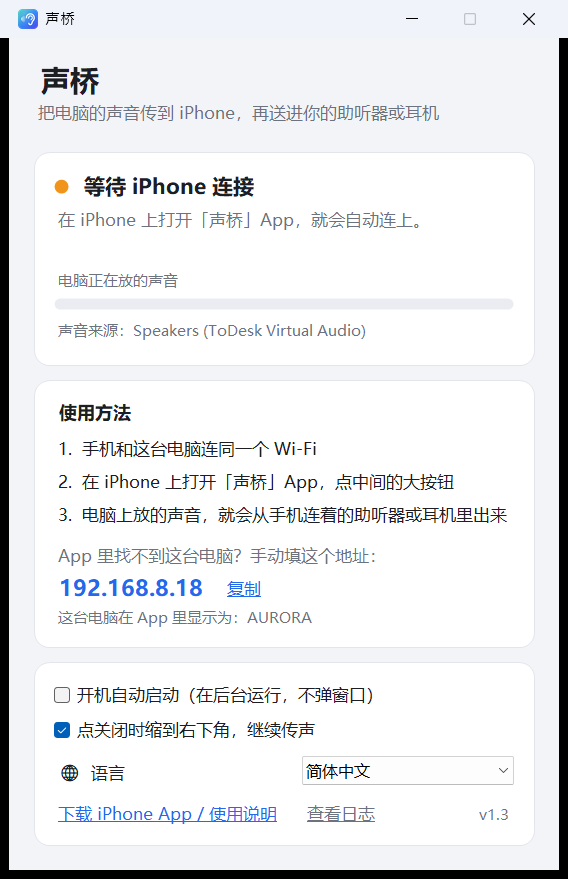 声桥
声桥
把电脑的声音传到 iPhone，再送进你的助听器或耳机
等待 iPhone 连接
在 iPhone 上打开「声桥」App，就会自动连上。
电脑正在放的声音
声音来源：Speakers (ToDesk Virtual Audio)
使用方法
1. 手机和这台电脑连同一个 Wi-Fi
2. 在 iPhone 上打开「声桥」App，点中间的大按钮
3. 电脑上放的声音，就会从手机连着的助听器或耳机里出来
App 里找不到这台电脑？手动填这个地址：
192.168.8.18 复制
这台电脑在 App 里显示为：AURORA
开机自动启动（在后台运行，不弹窗口）
点关闭时缩到右下角，继续传声
语言 简体中文
下载 iPhone App / 使用说明 查看日志 v1.3